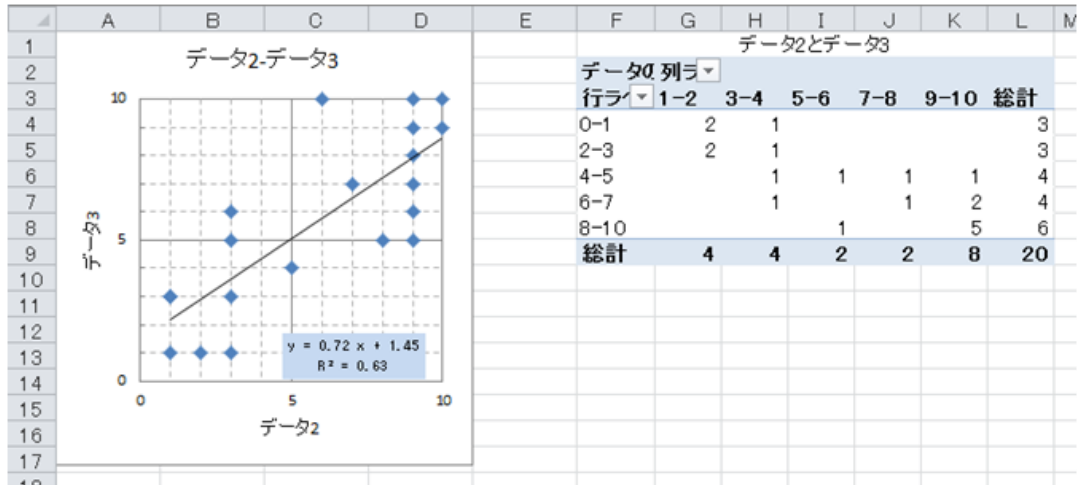 A B C D E F G H I J K L M
1 データ2とデータ3
2 データの 列ラ
3 行ラベ 1-2 3-4 5-6 7-8 9-10 総計
4 0-1 2 1 3
5 2-3 2 1 3
6 4-5 1 1 1 1 4
7 6-7 1 1 2 4
8 8-10 1 5 6
9 総計 4 4 2 2 8 20
10
11
12
13
14
15
16
17
18
データ2-データ3
10
5
0
データ3
y = 0.72 x + 1.45
R² = 0.63
0 5 10
データ2